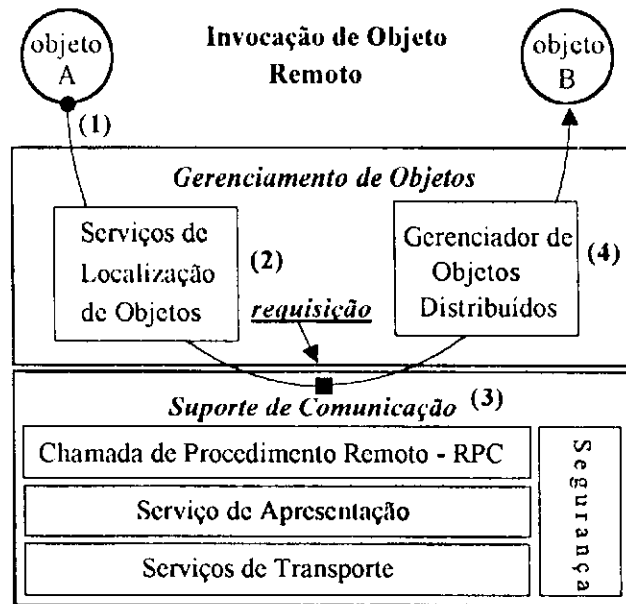 objeto
A
Invocação de Objeto
Remoto
objeto
B
(1)
Gerenciamento de Objetos
Serviços de
Localização
de Objetos
(2)
requisição
Gerenciador de
Objetos
Distribuídos
(4)
Suporte de Comunicação (3)
Chamada de Procedimento Remoto - RPC
Serviço de Apresentação
Serviços de Transporte
Segurança